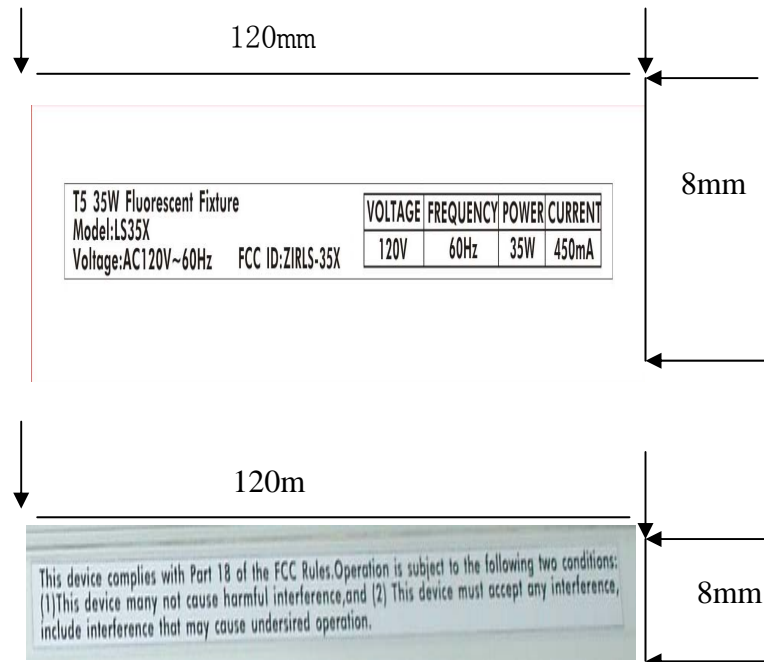 120mm
8mm
T5 35W Fluorescent Fixture
Model:LS35X
Voltage:AC120V~60Hz FCC ID:ZIRLS-35X
VOLTAGE FREQUENCY POWER CURRENT
120V 60Hz 35W 450mA
120m
8mm
This device complies with Part 18 of the FCC Rules.Operation is subject to the following two conditions:
(1)This device many not cause harmful interference,and (2) This device must accept any interference,
include interference that may cause undersired operation.